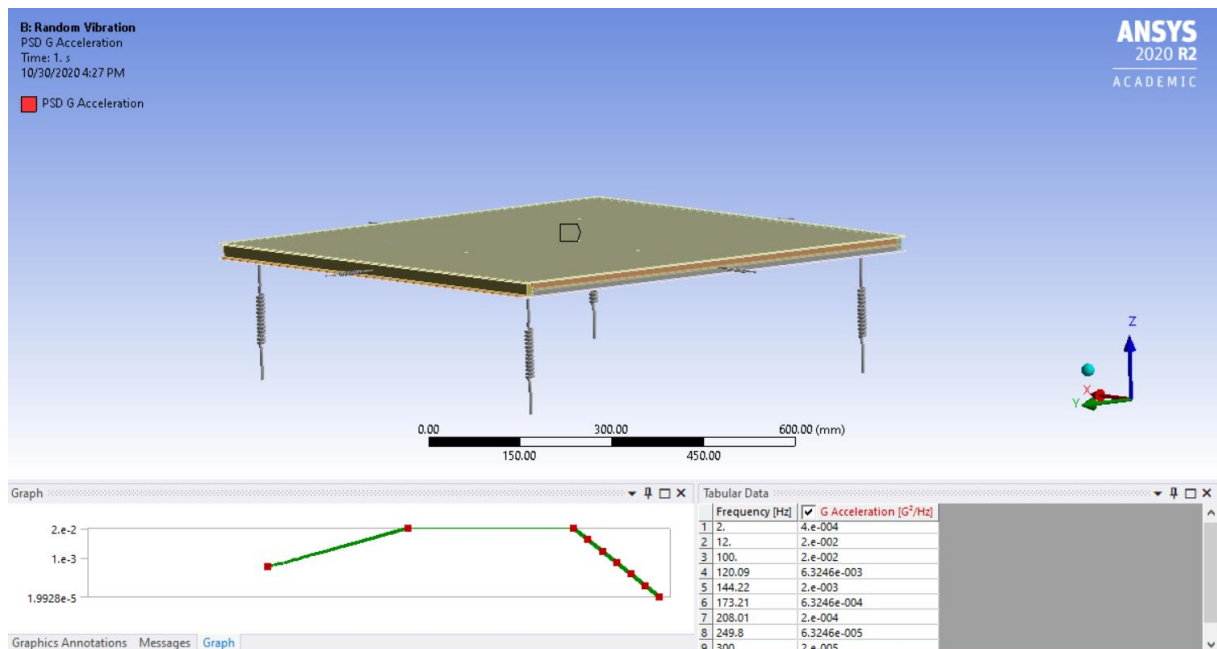 B: Random Vibration
PSD G Acceleration
Time: 1. s
10/30/2020 4:27 PM
PSD G Acceleration
ANSYS
2020 R2
ACADEMIC
Z
X
Y
0.00 300.00 600.00 (mm)
150.00 450.00
Graph
2.e-2
1.e-3
1.9928e-5
Graphics Annotations Messages Graph
Tabular Data
Frequency [Hz] G Acceleration [G²/Hz]
1 2. 4.e-004
2 12. 2.e-002
3 100. 2.e-002
4 120.09 6.3246e-003
5 144.22 2.e-003
6 173.21 6.3246e-004
7 208.01 2.e-004
8 249.8 6.3246e-005
9 300. 2.e-005